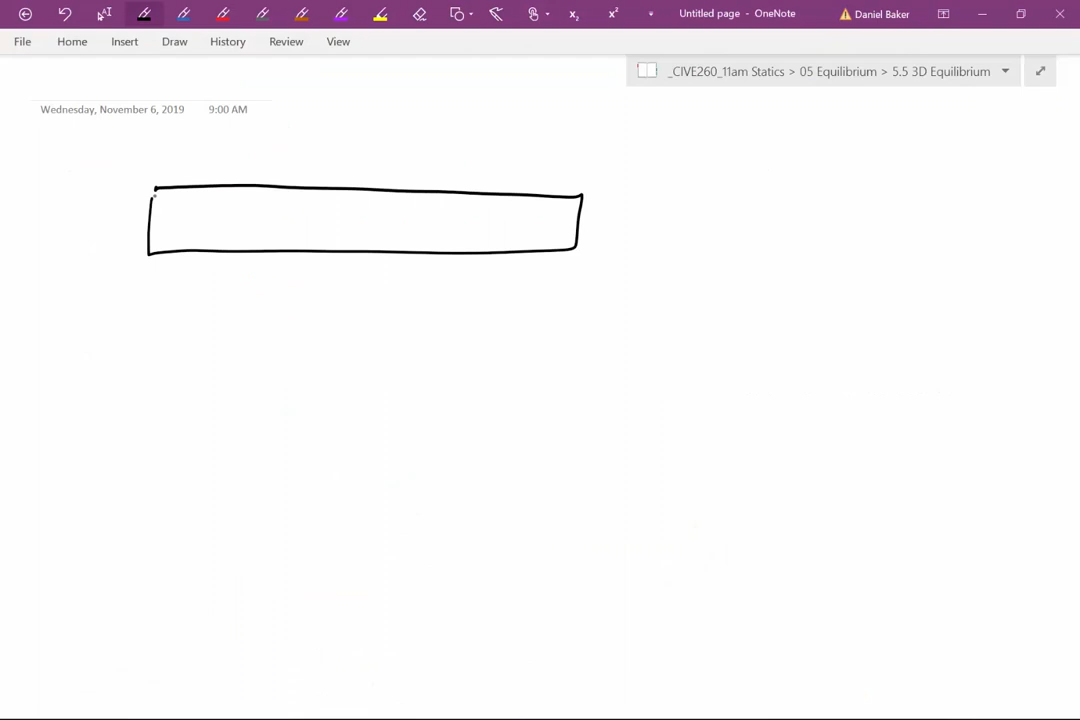 Untitled page - OneNote
Daniel Baker
File Home Insert Draw History Review View
_CIVE260_11am Statics > 05 Equilibrium > 5.5 3D Equilibrium
Wednesday, November 6, 2019 9:00 AM